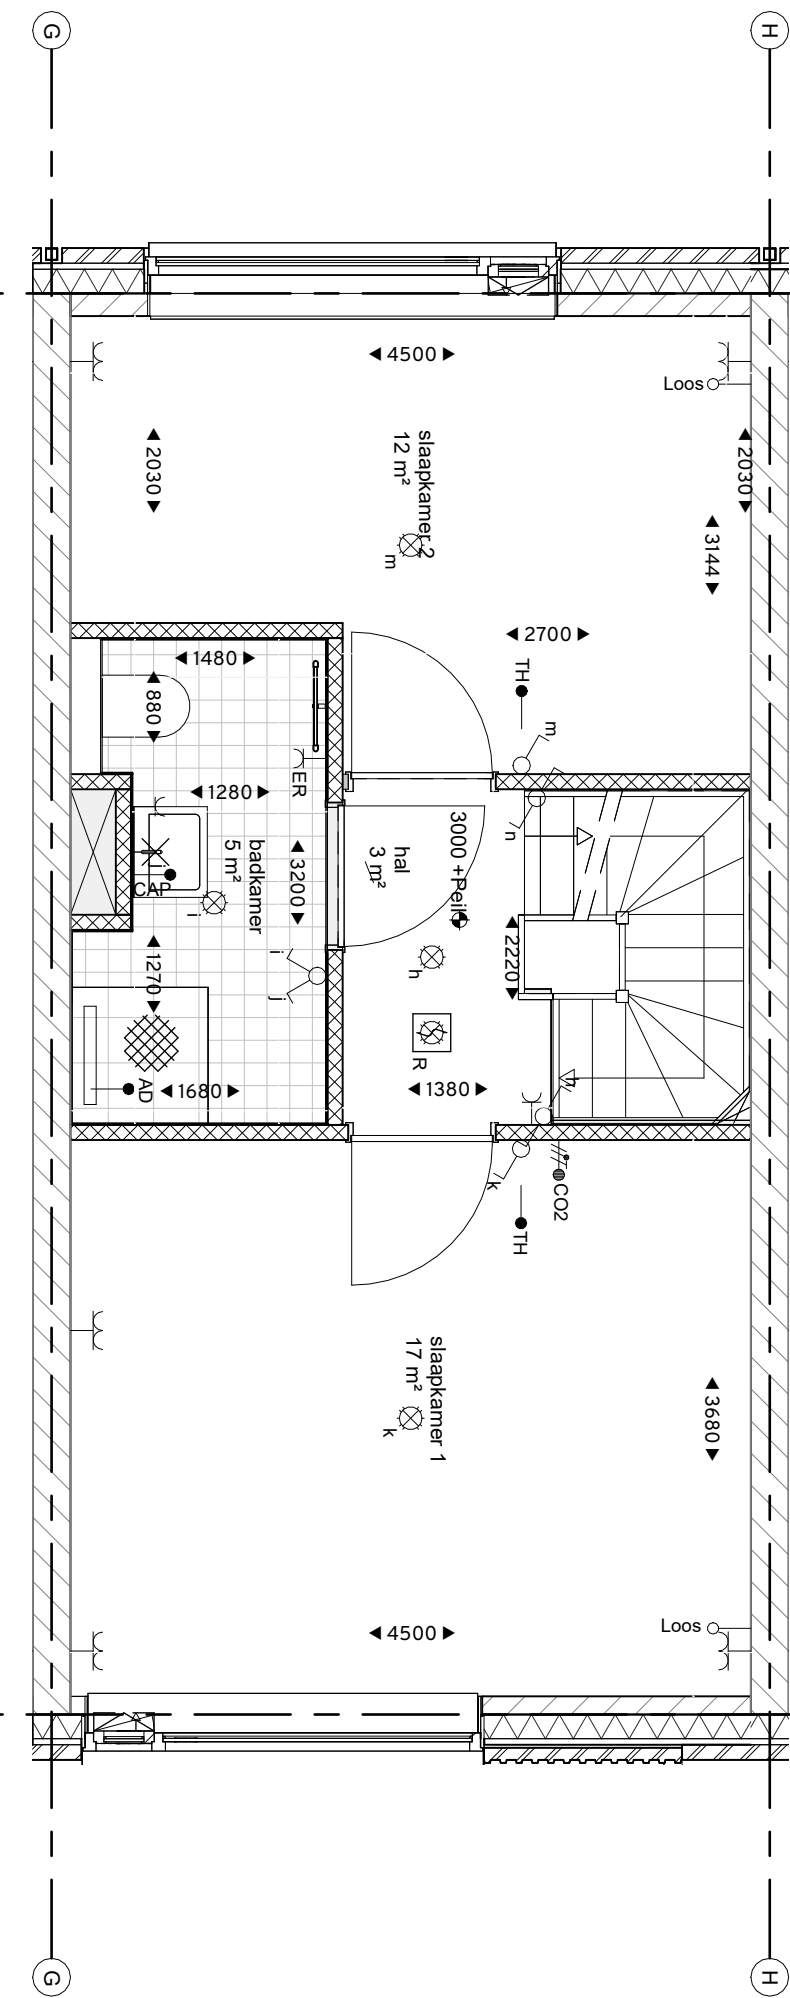 G
H
4500
Loos
2030
slaapkamer 2
12 m²
m
2030
3144
2700
1480
880
TH
m
ER
1280
n
3000 +Peil
hal
3 m²
badkamer
5 m²
3200
CAP
i
i
j
h
2220
1270
R
AD
1680
1380
h
k
CO2
TH
slaapkamer 1
17 m²
k
3680
4500
Loos
G
H